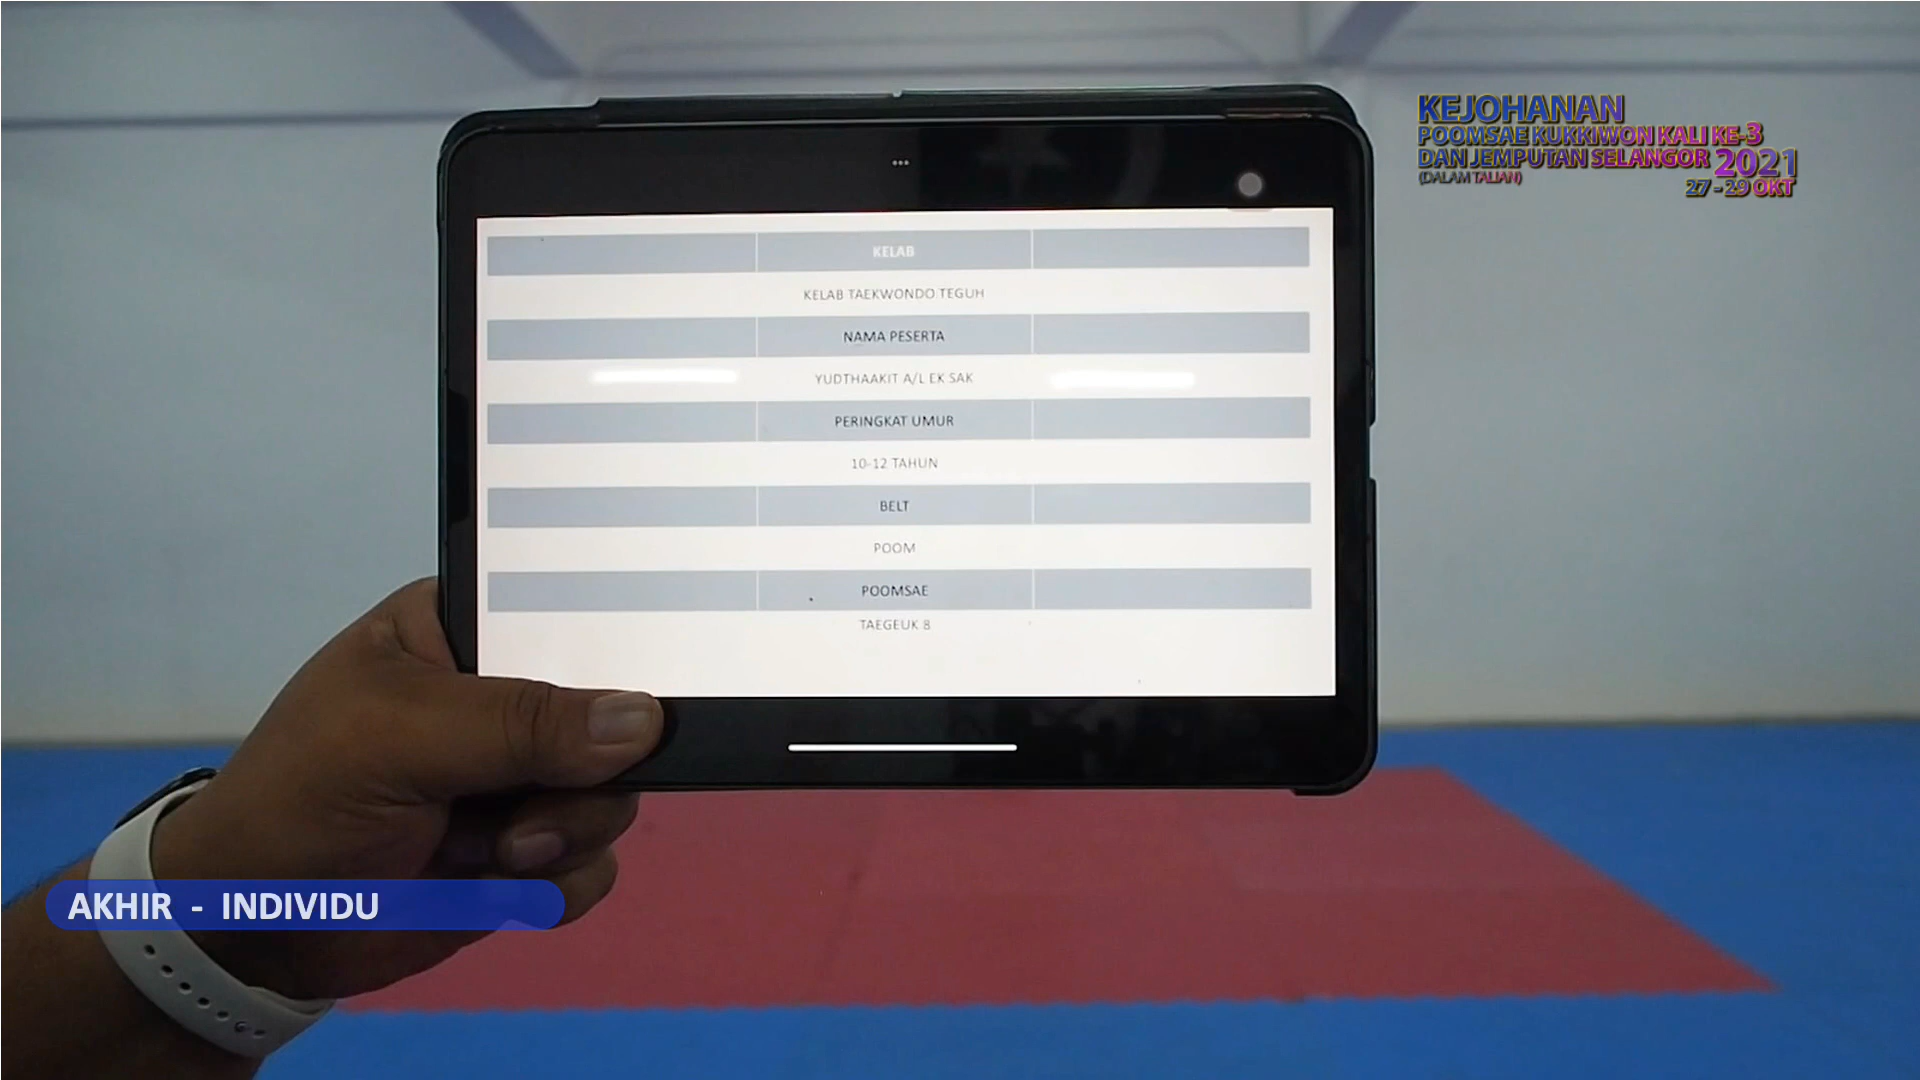 KEJOHANAN
POOMSAE KUKKIWON KALI KE-3
DAN JEMPUTAN SELANGOR 2021
(DALAM TALIAN)
27 - 29 OKT
KELAB
KELAB TAEKWONDO TEGUH
NAMA PESERTA
YUDTHAAKIT A/L EK SAK
PERINGKAT UMUR
10-12 TAHUN
BELT
POOM
POOMSAE
TAEGEUK 8
AKHIR - INDIVIDU